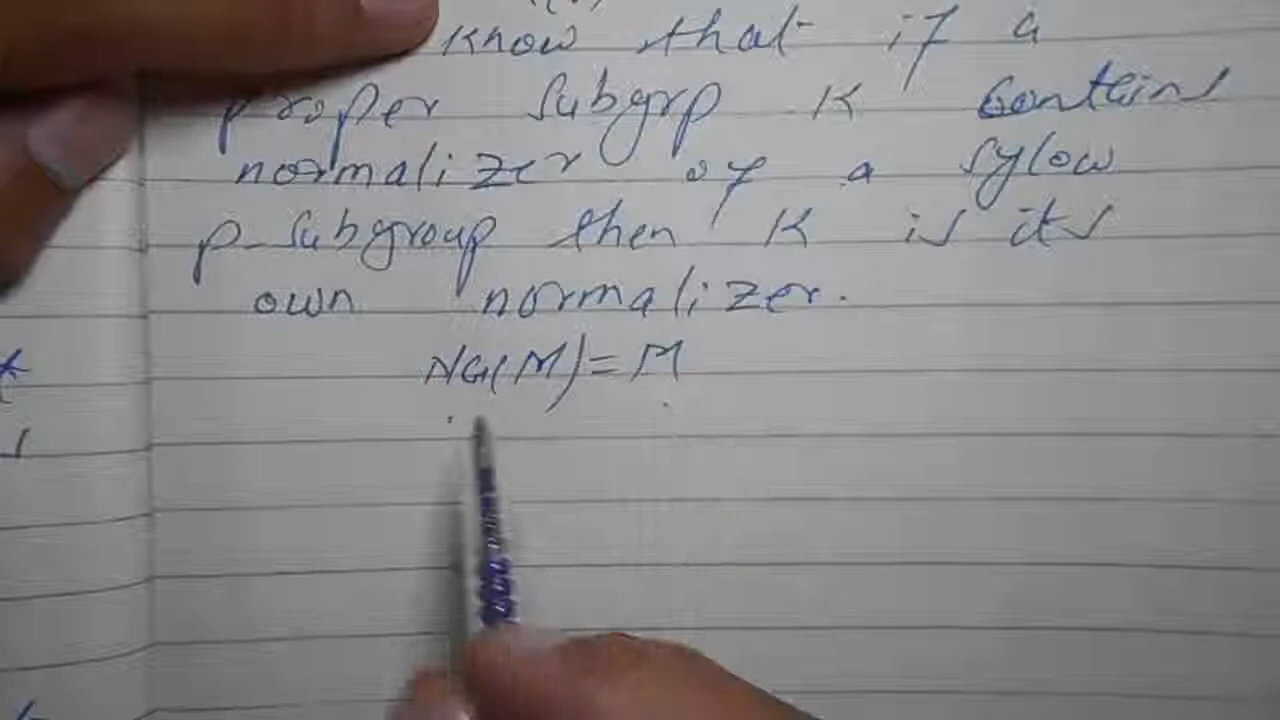 know that if a
proper subgrp K contains
normalizer of a sylow
p-subgroup then K is its
own normalizer.
NG(M)=M